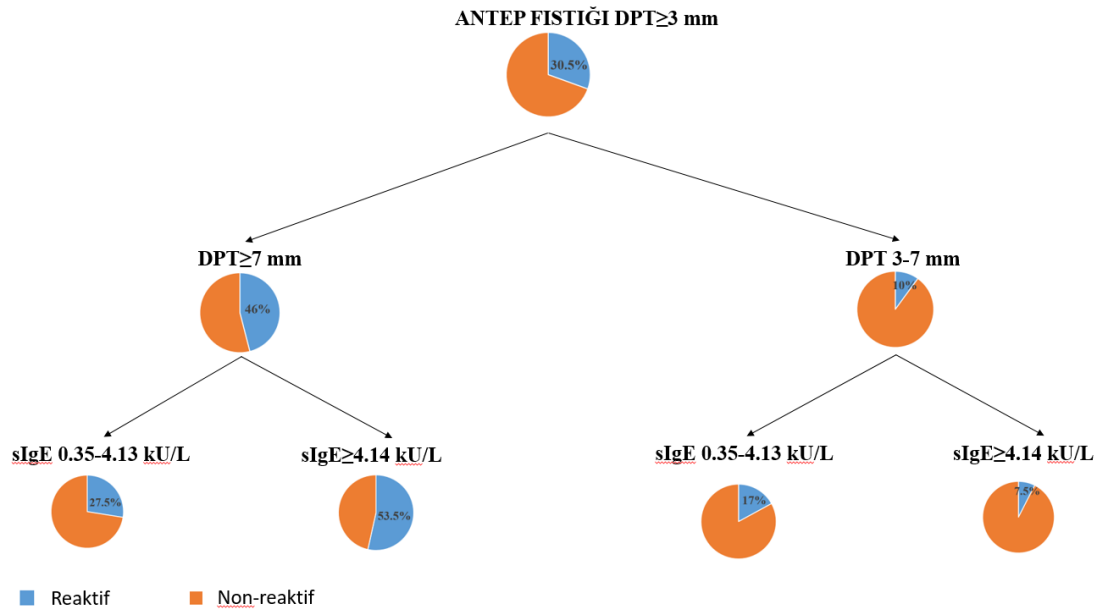 ANTEP FISTIĞI DPT≥3 mm
30.5%
DPT≥7 mm
46%
DPT 3-7 mm
10%
sIgE 0.35-4.13 kU/L
27.5%
sIgE≥4.14 kU/L
53.5%
sIgE 0.35-4.13 kU/L
17%
sIgE≥4.14 kU/L
7.5%
Reaktif
Non-reaktif